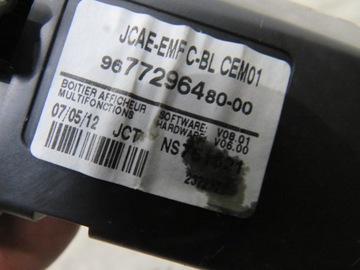 JCAE-EMF C-BL CEM01
9677296480-00
BOITIER AFFICHEUR
MULTIFONCTIONS
SOFTWARE: V08.01
HARDWARE: V06.00
07/05/12 JCT NS